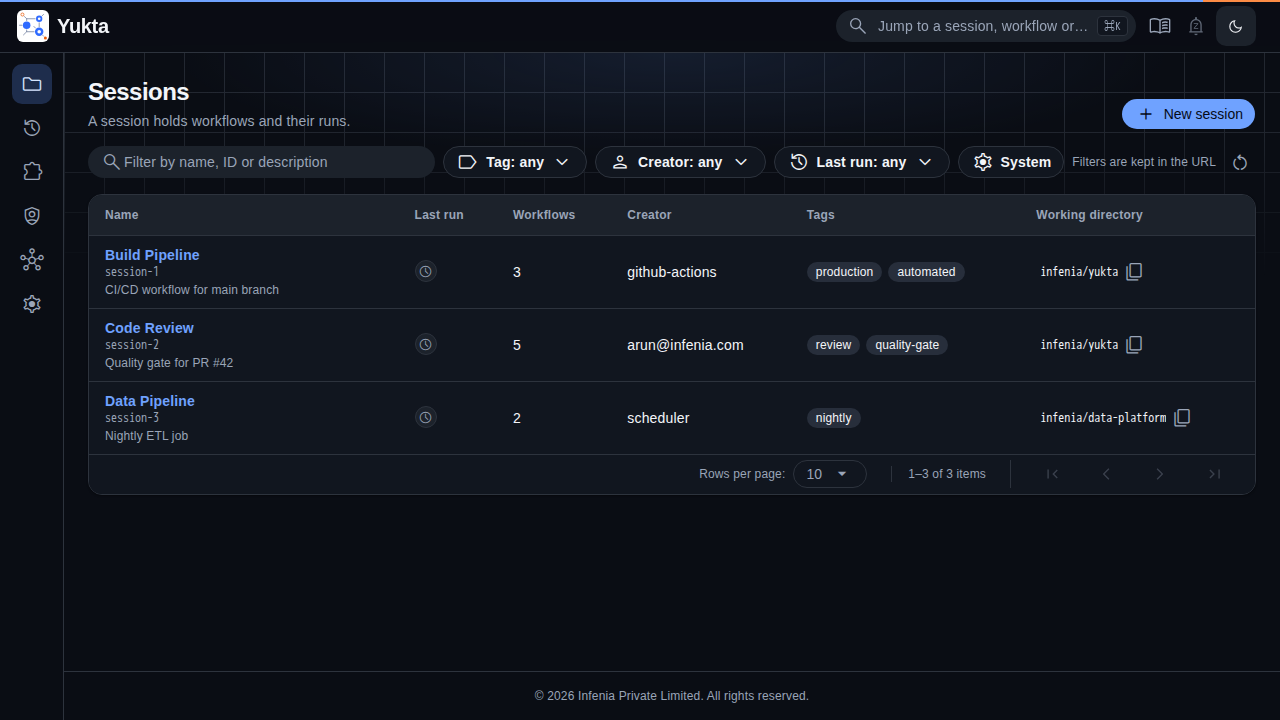 Yukta
Jump to a session, workflow or… ⌘K
Sessions
A session holds workflows and their runs.
New session
Filter by name, ID or description
Tag: any
Creator: any
Last run: any
System
Filters are kept in the URL
Name Last run Workflows Creator Tags Working directory
Build Pipeline
session-1
CI/CD workflow for main branch
3 github-actions production automated infenia/yukta
Code Review
session-2
Quality gate for PR #42
5 arun@infenia.com review quality-gate infenia/yukta
Data Pipeline
session-3
Nightly ETL job
2 scheduler nightly infenia/data-platform
Rows per page: 10 1–3 of 3 items
© 2026 Infenia Private Limited. All rights reserved.